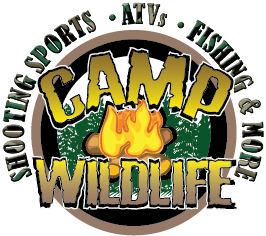 SHOOTING SPORTS • ATVs • FISHING & MORE
CAMP
WILDLIFE